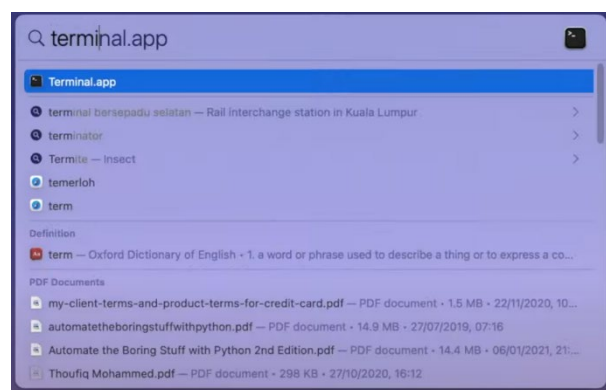 terminal.app
Terminal.app
terminal bersepadu selatan — Rail interchange station in Kuala Lumpur
terminator
Termite — Insect
temerloh
term
Definition
Aa term — Oxford Dictionary of English • 1. a word or phrase used to describe a thing or to express a co...
PDF Documents
my-client-terms-and-product-terms-for-credit-card.pdf — PDF document • 1.5 MB • 22/11/2020, 10...
automatetheboringstuffwithpython.pdf — PDF document • 14.9 MB • 27/07/2019, 07:16
Automate the Boring Stuff with Python 2nd Edition.pdf — PDF document • 14.4 MB • 06/01/2021, 21:...
Thoufiq Mohammed.pdf — PDF document • 298 KB • 27/10/2020, 16:12